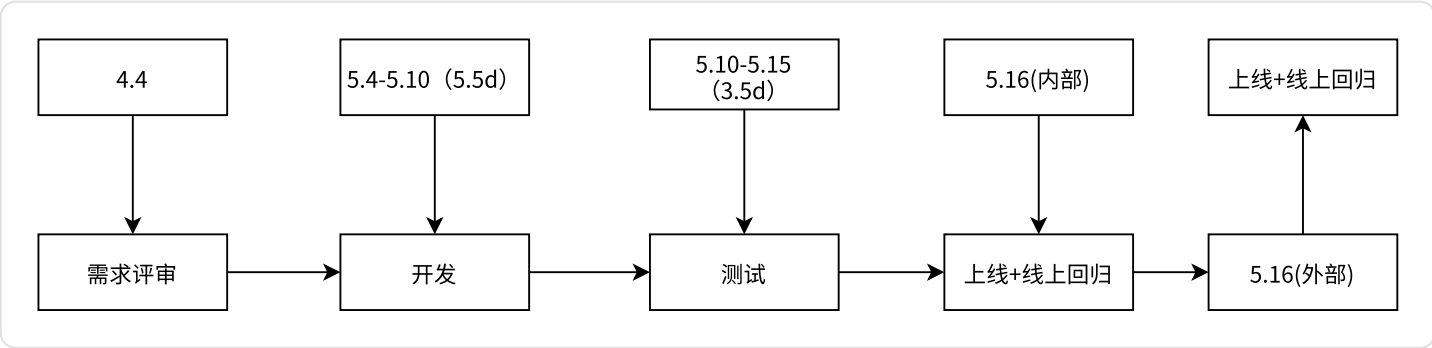 4.4
5.4-5.10（5.5d）
5.10-5.15
（3.5d）
5.16(内部)
上线+线上回归
需求评审
开发
测试
上线+线上回归
5.16(外部)